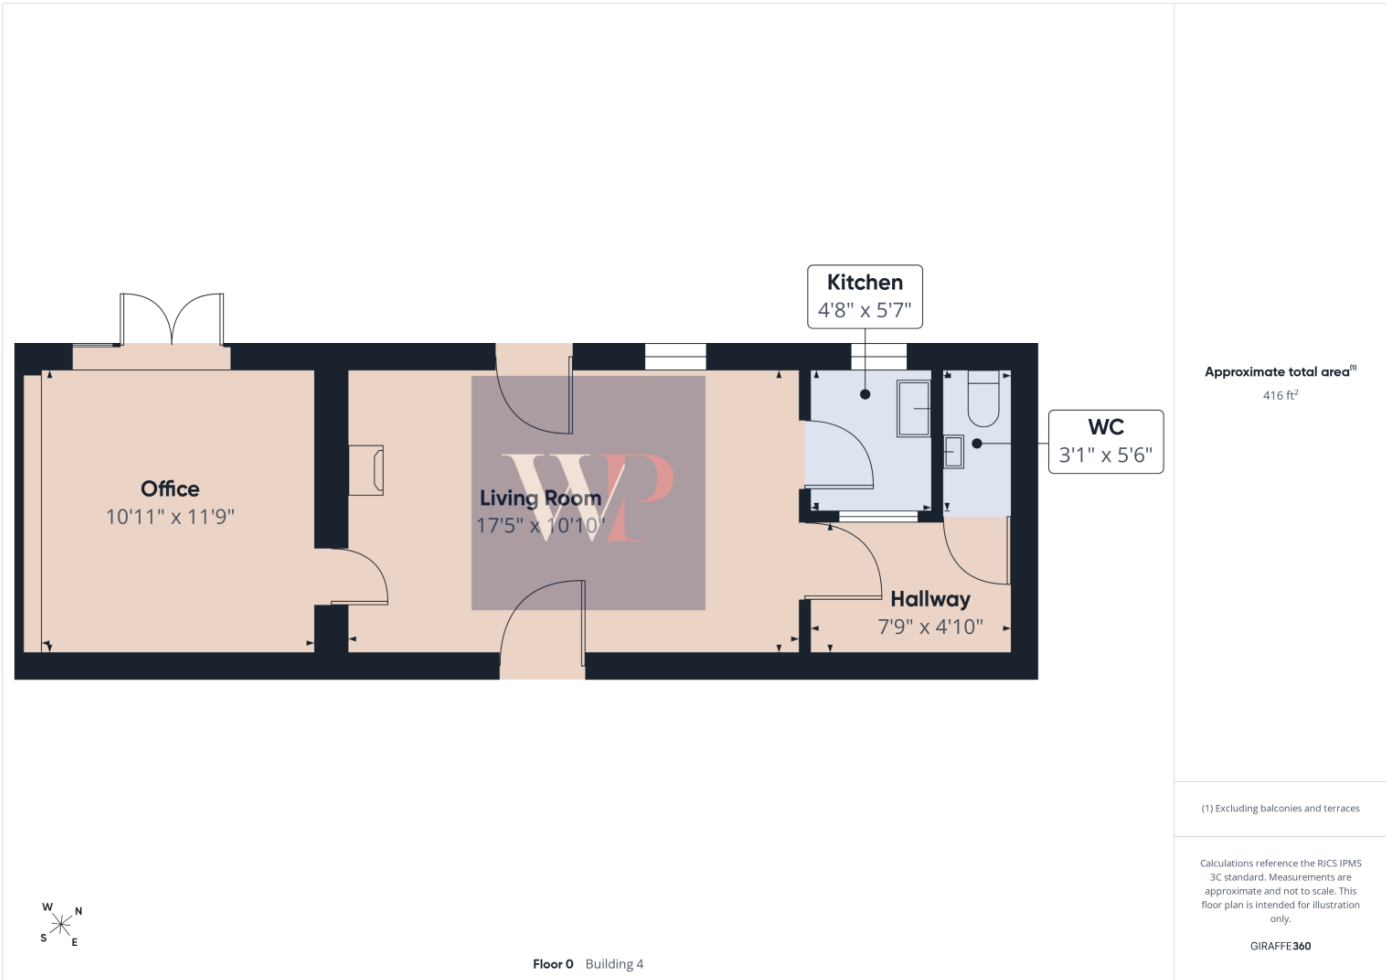 Kitchen
4'8" x 5'7"
WC
3'1" x 5'6"
Office
10'11" x 11'9"
Living Room
17'5" x 10'10"
WP
Hallway
7'9" x 4'10"
Approximate total area⁽¹⁾
416 ft²
(1) Excluding balconies and terraces
Calculations reference the RICS IPMS
3C standard. Measurements are
approximate and not to scale. This
floor plan is intended for illustration
only.
GIRAFFE360
W N
S E
Floor 0 Building 4